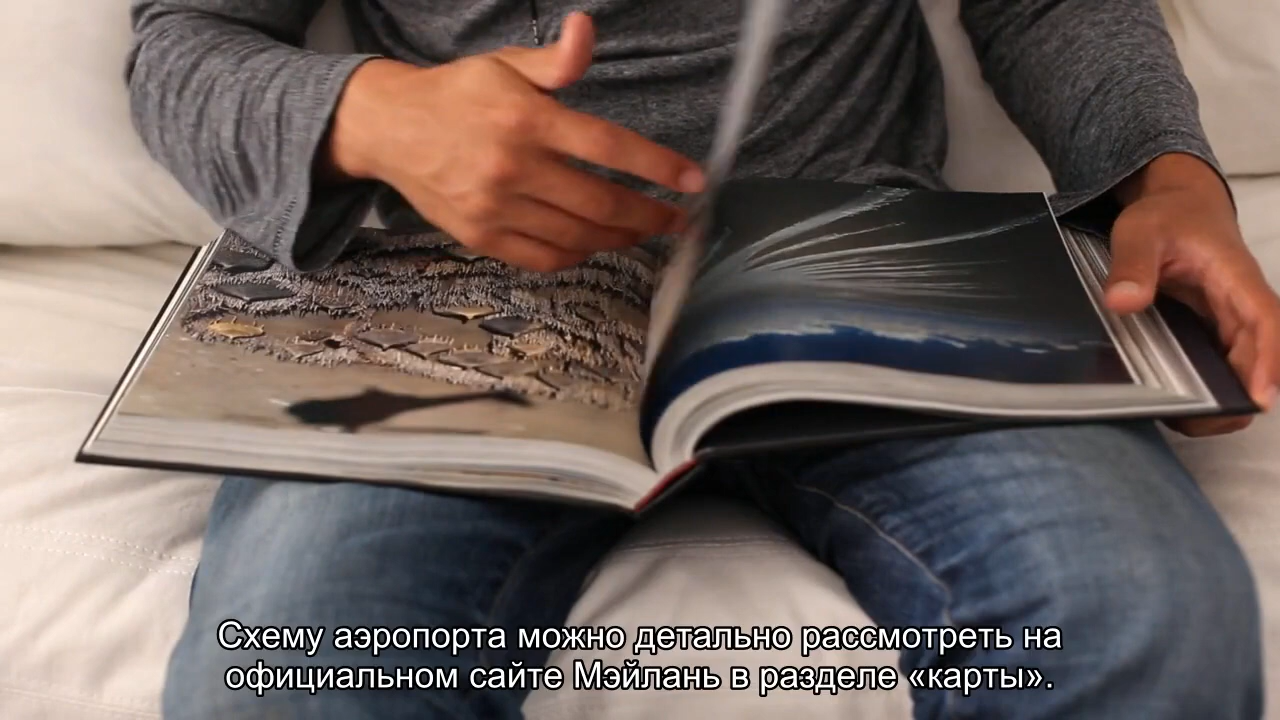 Схему аэропорта можно детально рассмотреть на
официальном сайте Мэйлань в разделе «карты».